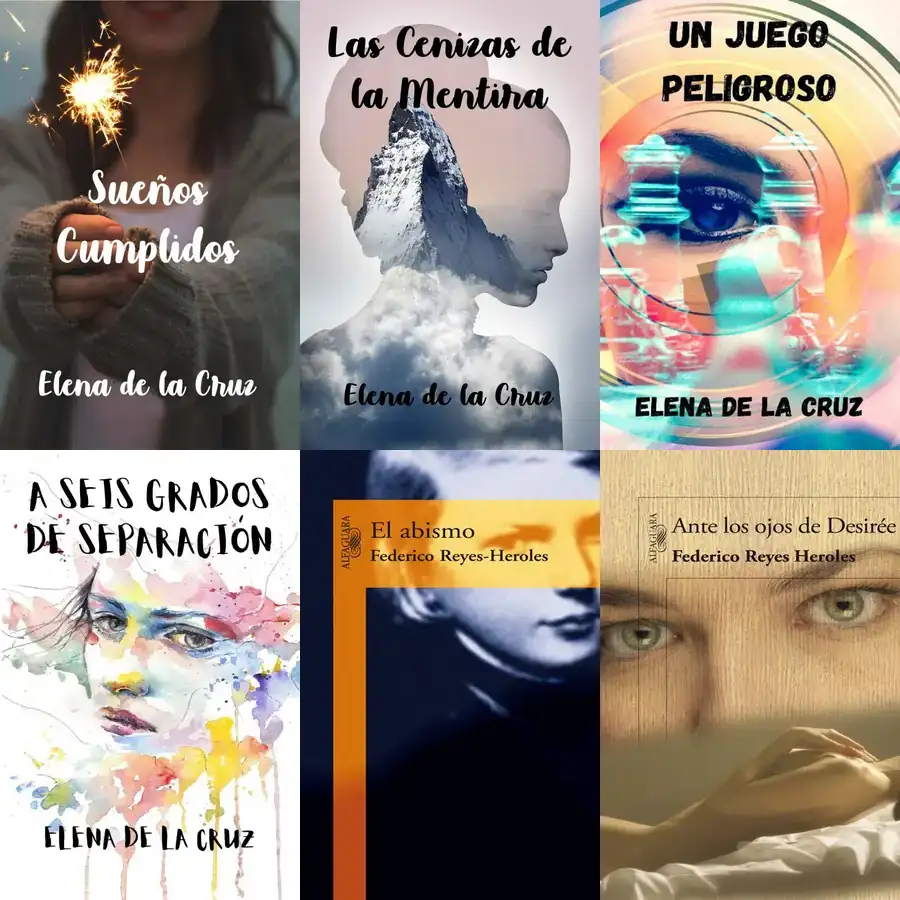 Sueños
Cumplidos
Elena de la Cruz
Las Cenizas de
la Mentira
Elena de la Cruz
UN JUEGO
PELIGROSO
ELENA DE LA CRUZ
A SEIS GRADOS
DE SEPARACIÓN
ELENA DE LA CRUZ
ALFAGUARA
El abismo
Federico Reyes-Heroles
ALFAGUARA
Ante los ojos de Desirée
Federico Reyes Heroles